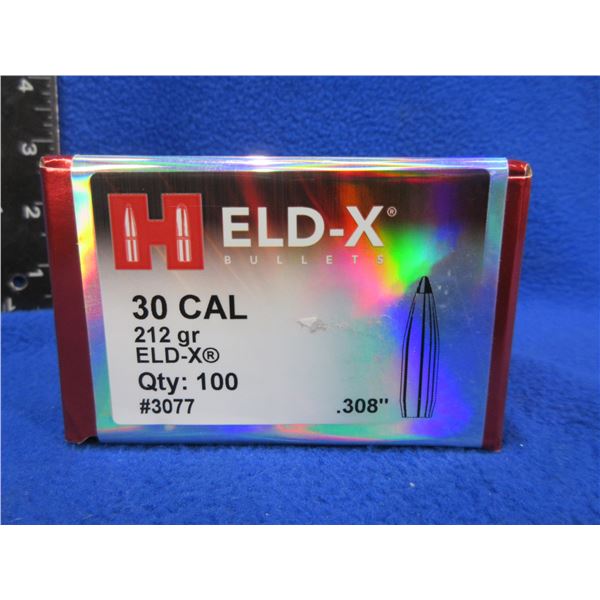 4
3
2
1
H ELD-X®
BULLETS
30 CAL
212 gr
ELD-X®
Qty: 100
#3077
.308"